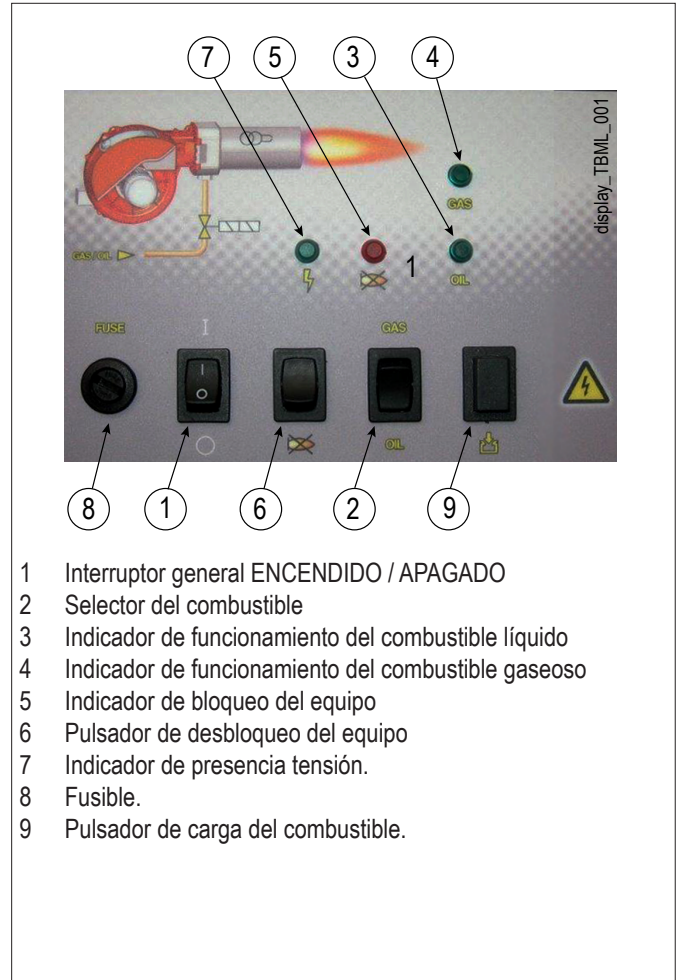 7 5 3 4
display_TBML_001
GAS
GAS/OIL
1 OIL
FUSE I GAS
OIL
8 1 6 2 9
1 Interruptor general ENCENDIDO / APAGADO
2 Selector del combustible
3 Indicador de funcionamiento del combustible líquido
4 Indicador de funcionamiento del combustible gaseoso
5 Indicador de bloqueo del equipo
6 Pulsador de desbloqueo del equipo
7 Indicador de presencia tensión.
8 Fusible.
9 Pulsador de carga del combustible.